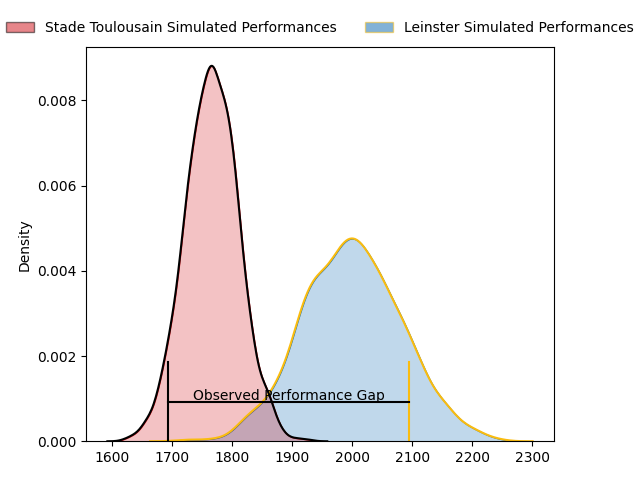 Stade Toulousain Simulated Performances Leinster Simulated Performances
0.008
0.006
0.004
0.002
0.000
Density
Observed Performance Gap
1600 1700 1800 1900 2000 2100 2200 2300